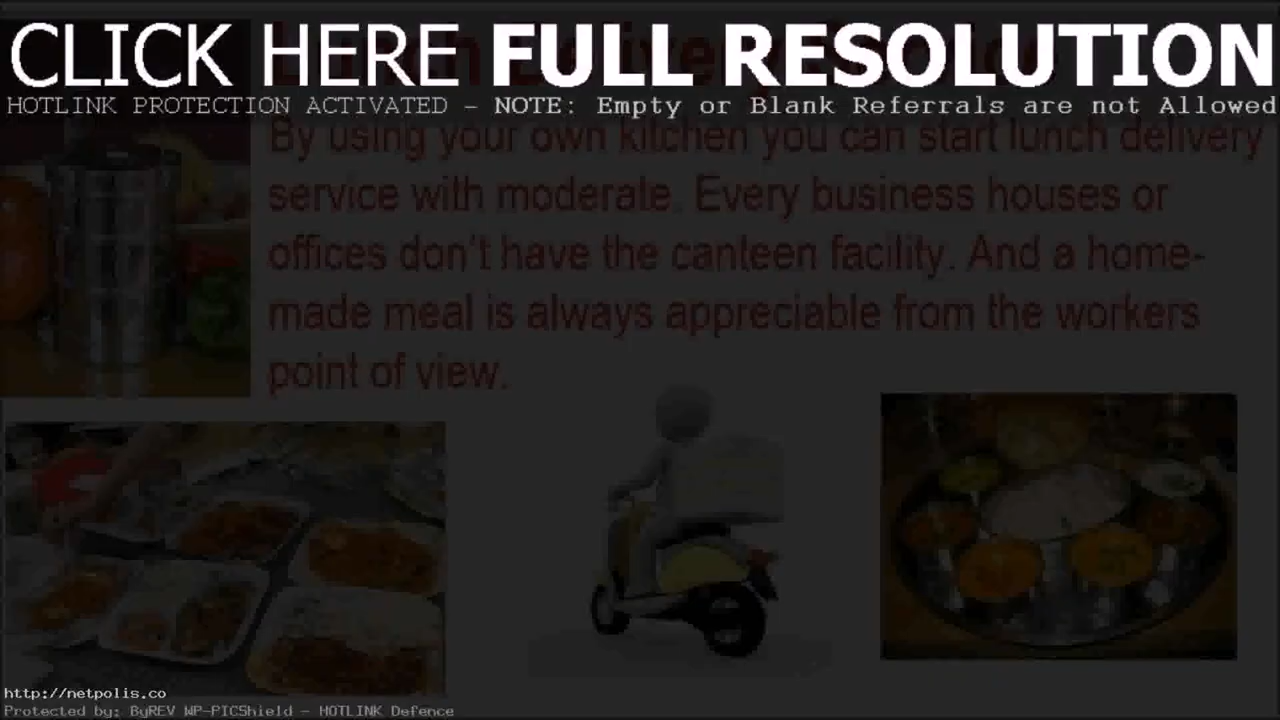 CLICK HERE FULL RESOLUTION
HOTLINK PROTECTION ACTIVATED - NOTE: Empty or Blank Referrals are not Allowed
By using your own kitchen you can start lunch delivery
service with moderate. Every business houses or
offices don't have the canteen facility. And a home-
made meal is always appreciable from the workers
point of view.
http://netpolis.co
Protected by: ByREV WP-PICShield - HOTLINK Defence